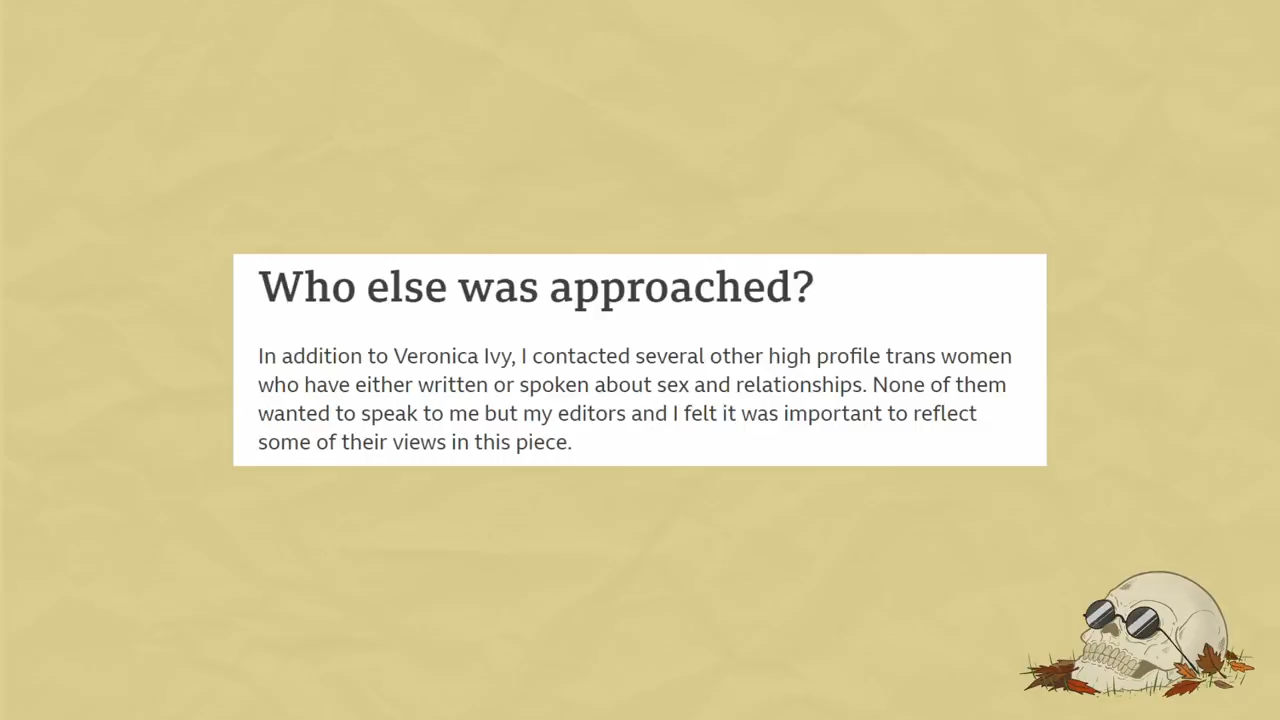 Who else was approached?
In addition to Veronica Ivy, I contacted several other high profile trans women
who have either written or spoken about sex and relationships. None of them
wanted to speak to me but my editors and I felt it was important to reflect
some of their views in this piece.